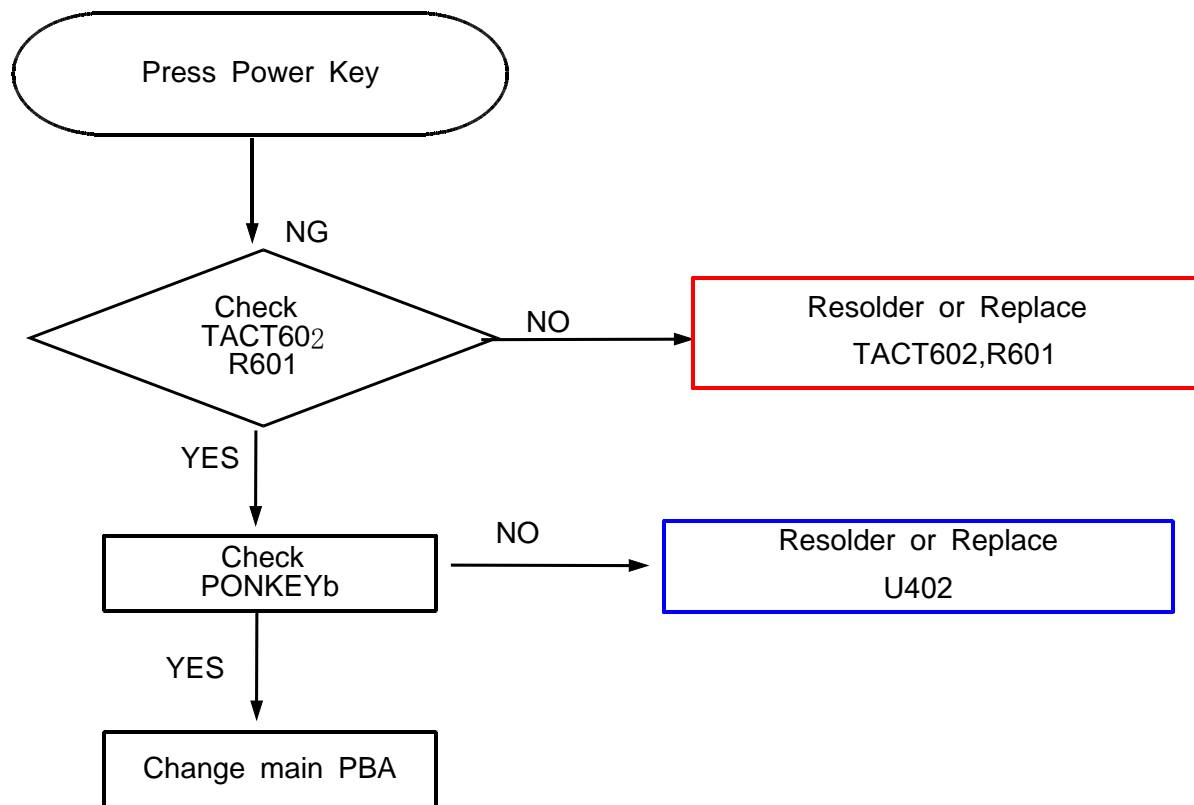 Press Power Key
NG
Check
TACT602
R601
NO
Resolder or Replace
TACT602,R601
YES
Check
PONKEYb
NO
Resolder or Replace
U402
YES
Change main PBA